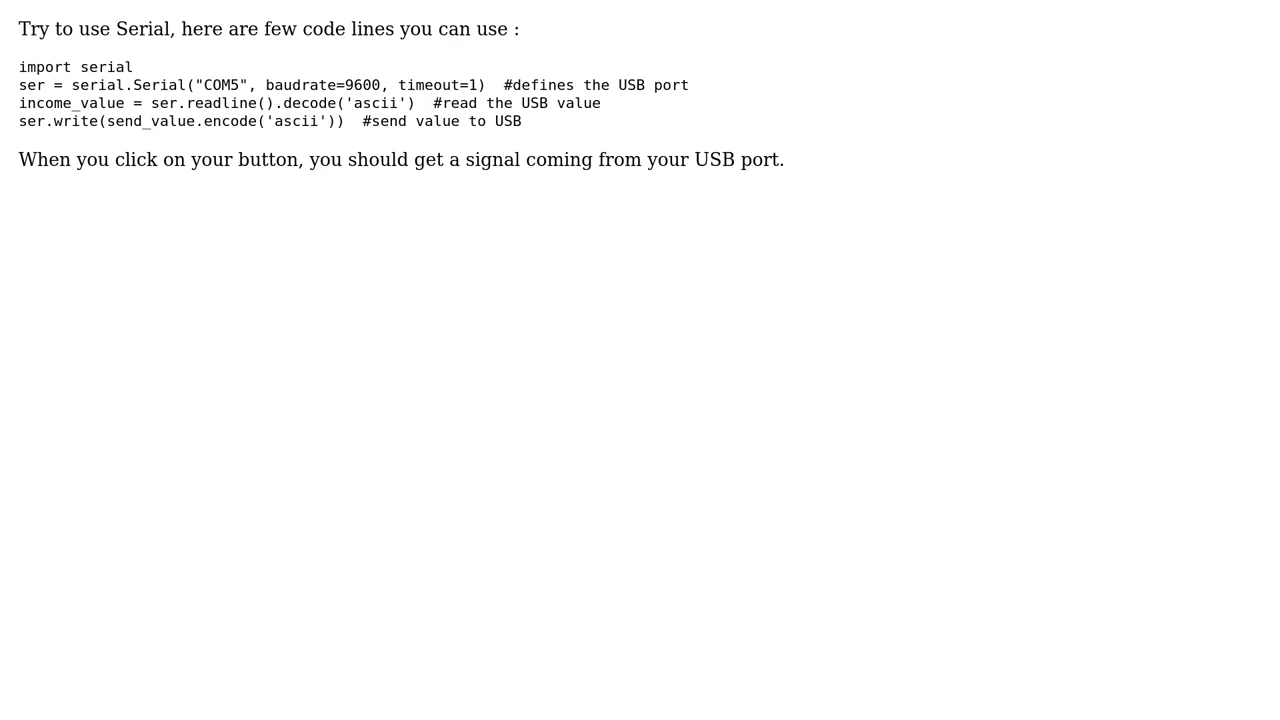 Try to use Serial, here are few code lines you can use :
import serial
ser = serial.Serial("COM5", baudrate=9600, timeout=1)  #defines the USB port
income_value = ser.readline().decode('ascii')  #read the USB value
ser.write(send_value.encode('ascii'))  #send value to USB
When you click on your button, you should get a signal coming from your USB port.